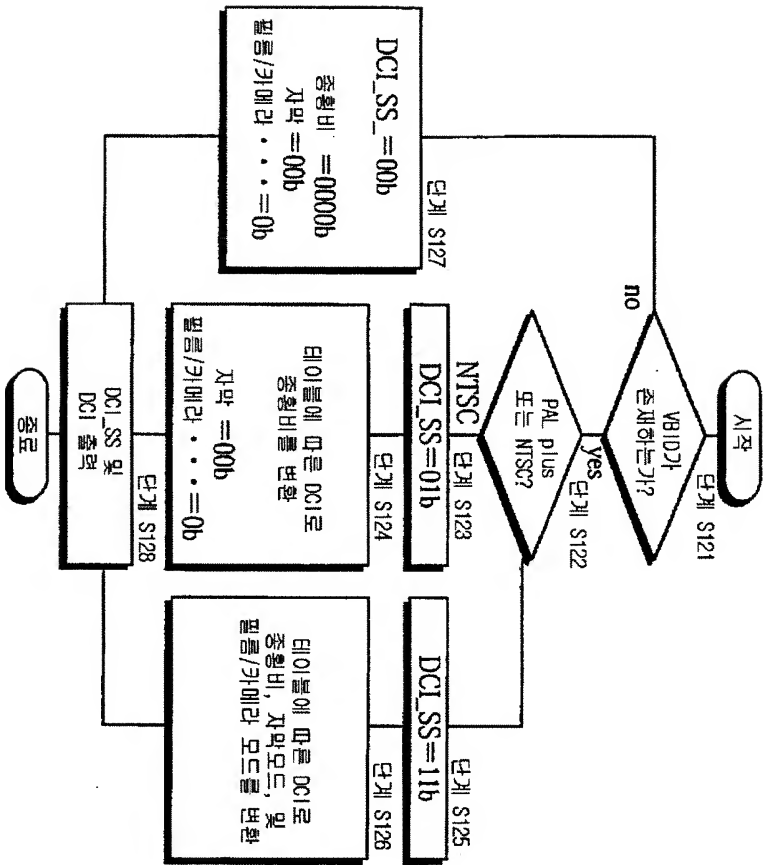 시작
단계 S121
VBID가
존재하는가?
no
yes
단계 S122
PAL plus
또는 NTSC?
NTSC
단계 S123
DCI_SS=01b
단계 S125
DCI_SS=11b
단계 S127
DCI_SS_=00b
종횡비 =0000b
자막 =00b
필름/카메라・・・=0b
단계 S124
테이블에 따른 DCI로
종횡비를 변환
자막 =00b
필름/카메라・・・=0b
단계 S126
테이블에 따른 DCI로
종횡비, 자막모드, 및
필름/카메라 모드를 변환
단계 S128
DCI_SS 및
DCI 출력
종료